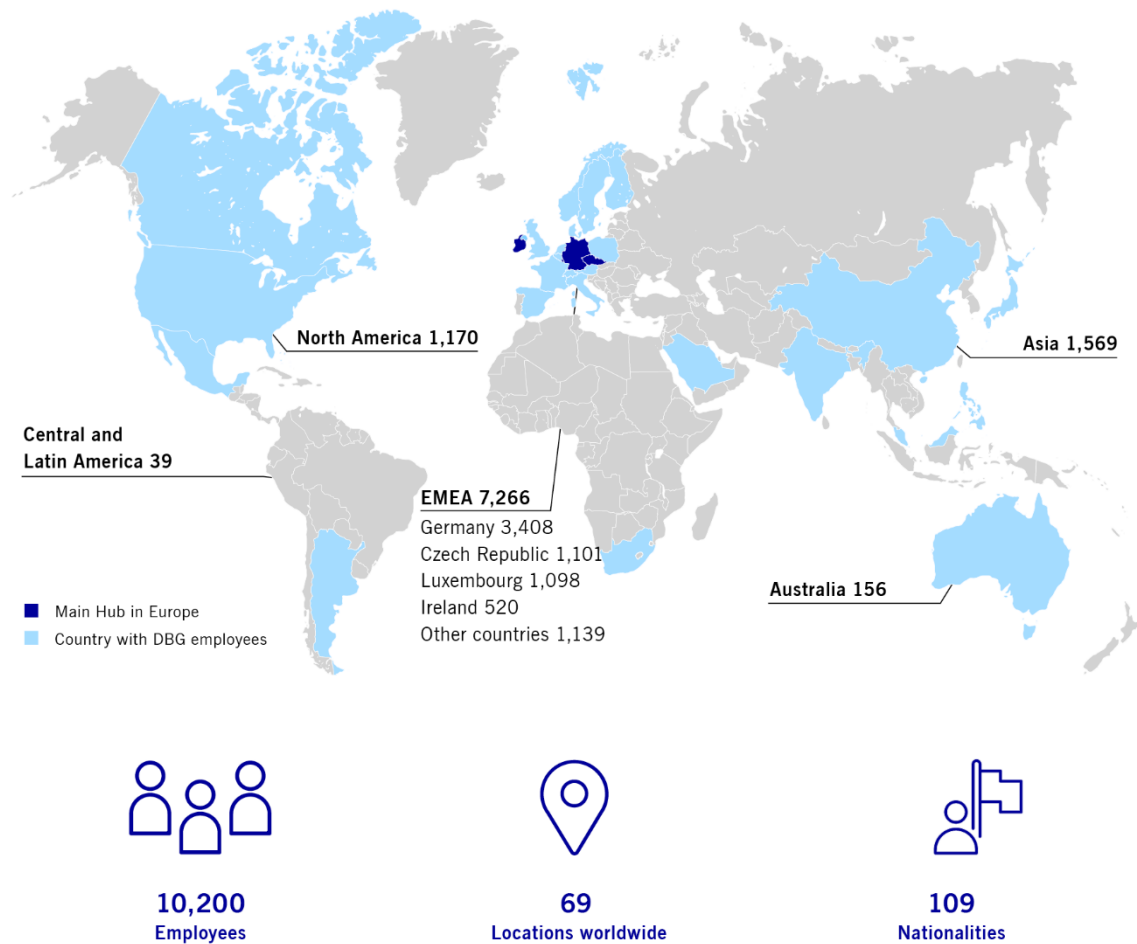 North America 1,170
Asia 1,569
Central and
Latin America 39
EMEA 7,266
Germany 3,408
Czech Republic 1,101
Luxembourg 1,098
Ireland 520
Other countries 1,139
Australia 156
Main Hub in Europe
Country with DBG employees
10,200
Employees
69
Locations worldwide
109
Nationalities